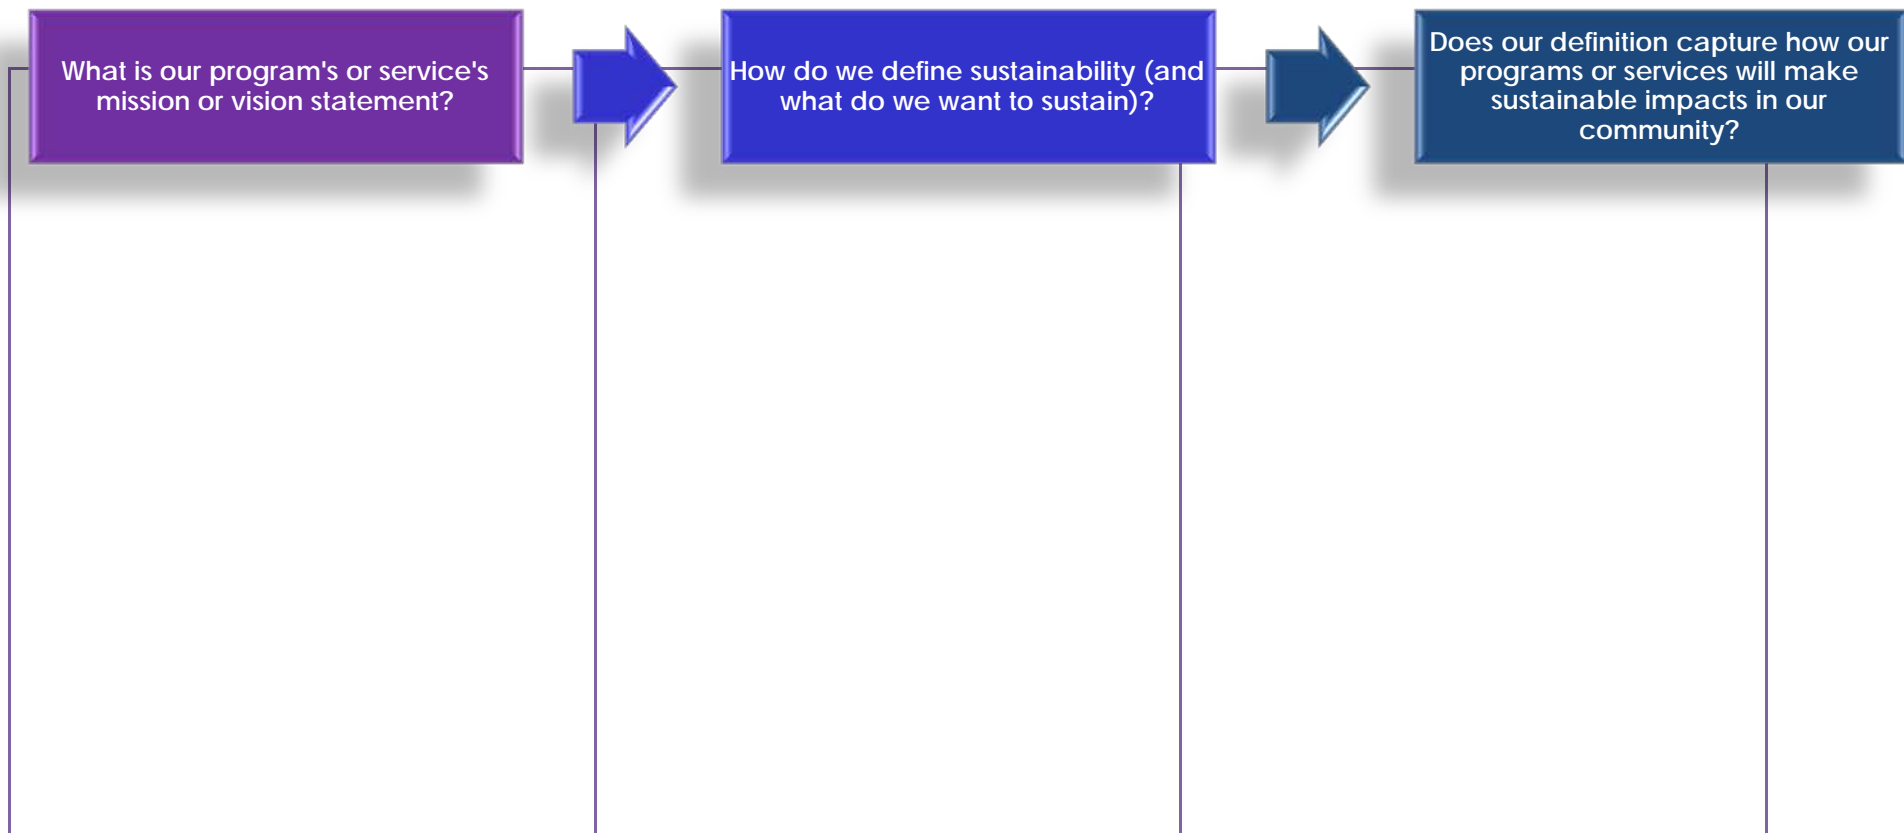 What is our program's or service's
mission or vision statement?
How do we define sustainability (and
what do we want to sustain)?
Does our definition capture how our
programs or services will make
sustainable impacts in our
community?